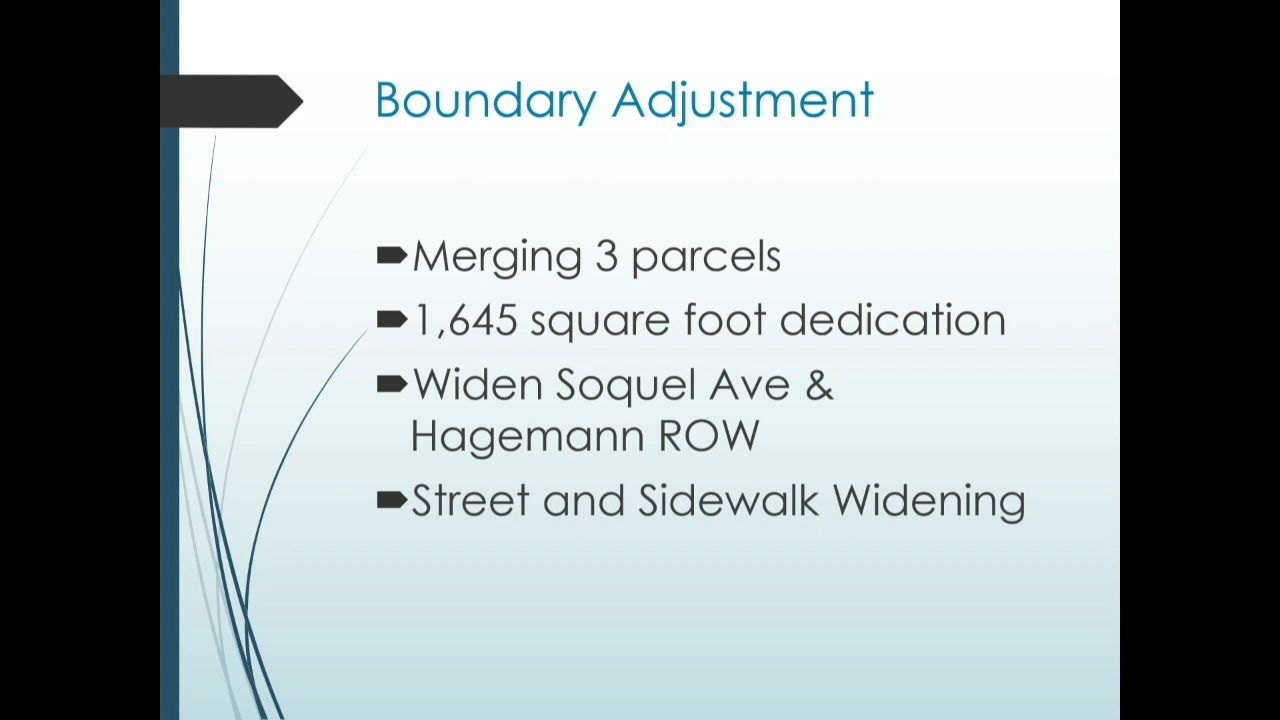 Boundary Adjustment
Merging 3 parcels
1,645 square foot dedication
Widen Soquel Ave &
Hagemann ROW
Street and Sidewalk Widening